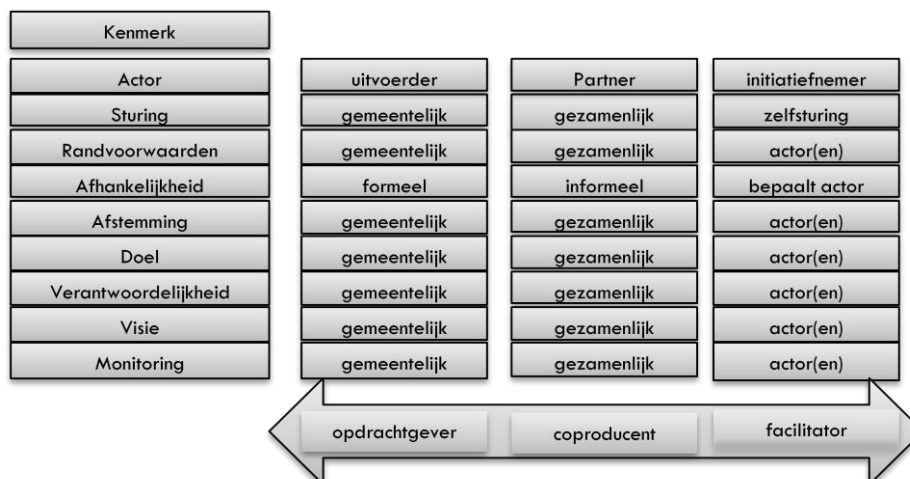 Kenmerk
Actor uitvoerder Partner initiatiefnemer
Sturing gemeentelijk gezamenlijk zelfsturing
Randvoorwaarden gemeentelijk gezamenlijk actor(en)
Afhankelijkheid formeel informeel bepaalt actor
Afstemming gemeentelijk gezamenlijk actor(en)
Doel gemeentelijk gezamenlijk actor(en)
Verantwoordelijkheid gemeentelijk gezamenlijk actor(en)
Visie gemeentelijk gezamenlijk actor(en)
Monitoring gemeentelijk gezamenlijk actor(en)
opdrachtgever coproducent facilitator